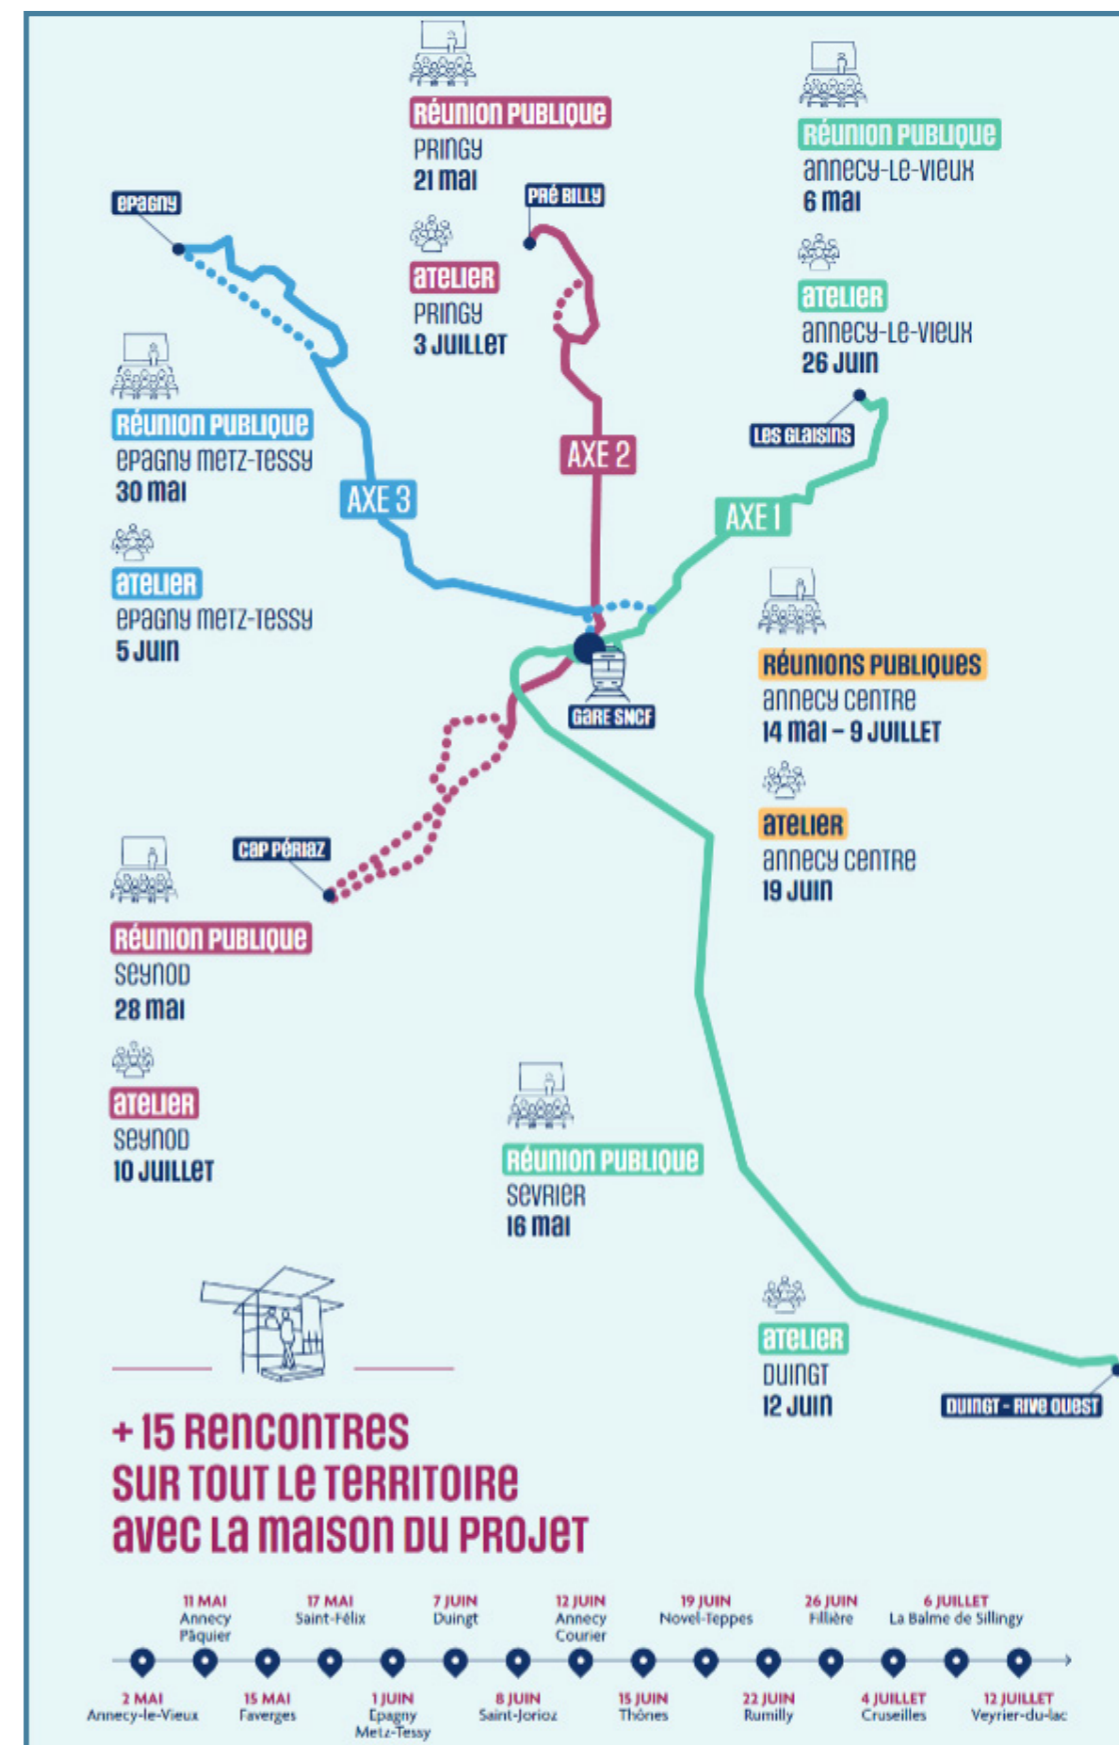 RÉUNION PUBLIQUE
PRINGY
21 MAI
ATELIER
PRINGY
3 JUILLET
RÉUNION PUBLIQUE
ANNECY-LE-VIEUX
6 MAI
ATELIER
ANNECY-LE-VIEUX
26 JUIN
EPAGNY
PRÉ BILLY
LES GLAISINS
RÉUNION PUBLIQUE
EPAGNY METZ-TESSY
30 MAI
ATELIER
EPAGNY METZ-TESSY
5 JUIN
AXE 3
AXE 2
AXE 1
GARE SNCF
RÉUNIONS PUBLIQUES
ANNECY CENTRE
14 MAI – 9 JUILLET
ATELIER
ANNECY CENTRE
19 JUIN
CAP PÉRIAZ
RÉUNION PUBLIQUE
SEYNOD
28 MAI
ATELIER
SEYNOD
10 JUILLET
RÉUNION PUBLIQUE
SEVRIER
16 MAI
ATELIER
DUINGT
12 JUIN
DUINGT - RIVE OUEST
+ 15 RENCONTRES
SUR TOUT LE TERRITOIRE
AVEC LA MAISON DU PROJET
2 MAI
Annecy-le-Vieux
11 MAI
Annecy
Pâquier
15 MAI
Faverges
17 MAI
Saint-Félix
1 JUIN
Epagny
Metz-Tessy
7 JUIN
Duingt
8 JUIN
Saint-Jorioz
12 JUIN
Annecy
Courier
15 JUIN
Thônes
19 JUIN
Novel-Teppes
22 JUIN
Rumilly
26 JUIN
Fillière
4 JUILLET
Cruseilles
6 JUILLET
La Balme de Sillingy
12 JUILLET
Veyrier-du-lac